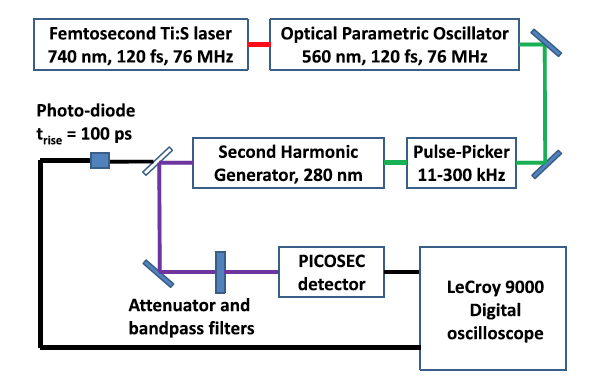 Femtosecond Ti:S laser
740 nm, 120 fs, 76 MHz
Optical Parametric Oscillator
560 nm, 120 fs, 76 MHz
Photo-diode
trise = 100 ps
Second Harmonic
Generator, 280 nm
Pulse-Picker
11-300 kHz
PICOSEC
detector
LeCroy 9000
Digital
oscilloscope
Attenuator and
bandpass filters